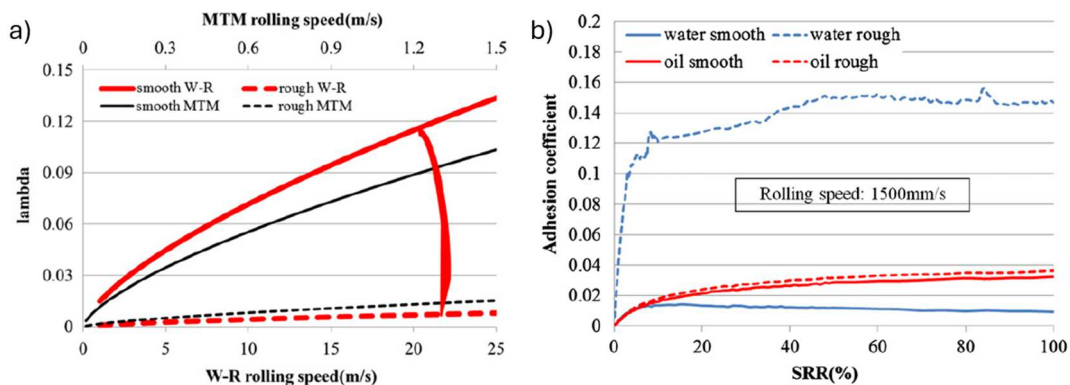 a)
MTM rolling speed(m/s)
0 0.3 0.6 0.9 1.2 1.5
0.15
0.12
0.09
0.06
0.03
0
lambda
smooth W-R rough W-R
smooth MTM rough MTM
0 5 10 15 20 25
W-R rolling speed(m/s)
b)
0.2
0.18
0.16
0.14
0.12
0.1
0.08
0.06
0.04
0.02
0
Adhesion coefficient
water smooth water rough
oil smooth oil rough
Rolling speed: 1500mm/s
0 20 40 60 80 100
SRR(%)